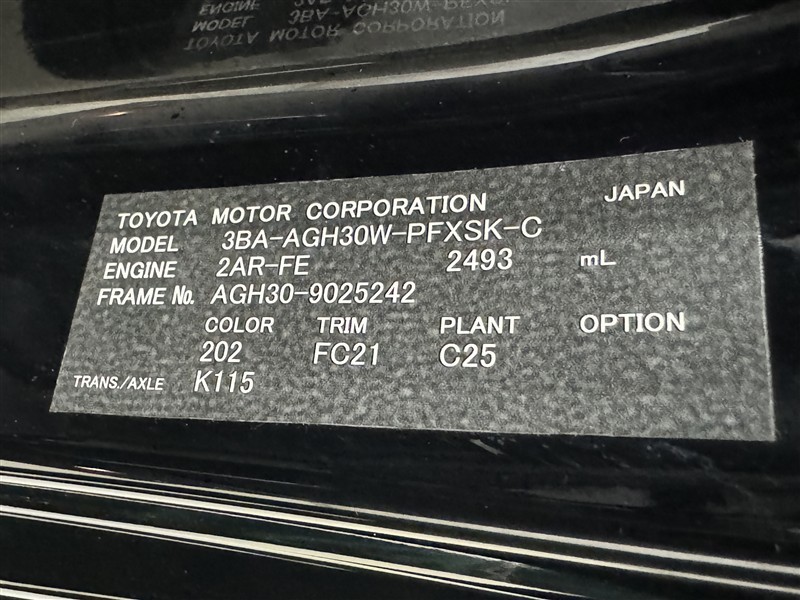 TOYOTA MOTOR CORPORATION JAPAN
MODEL 3BA-AGH30W-PFXSK-C
ENGINE 2AR-FE 2493 mL
FRAME No. AGH30-9025242
COLOR TRIM PLANT OPTION
202 FC21 C25
TRANS./AXLE K115